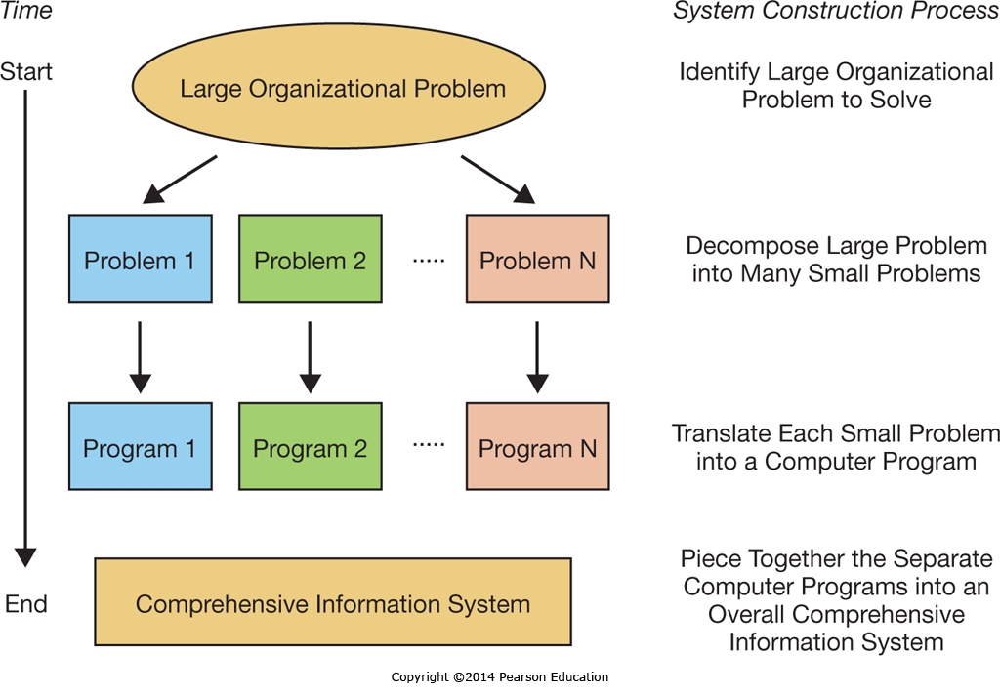 Time
System Construction Process
Start
Large Organizational Problem
Identify Large Organizational
Problem to Solve
Problem 1
Problem 2
.....
Problem N
Decompose Large Problem
into Many Small Problems
Program 1
Program 2
.....
Program N
Translate Each Small Problem
into a Computer Program
End
Comprehensive Information System
Piece Together the Separate
Computer Programs into an
Overall Comprehensive
Information System
Copyright ©2014 Pearson Education